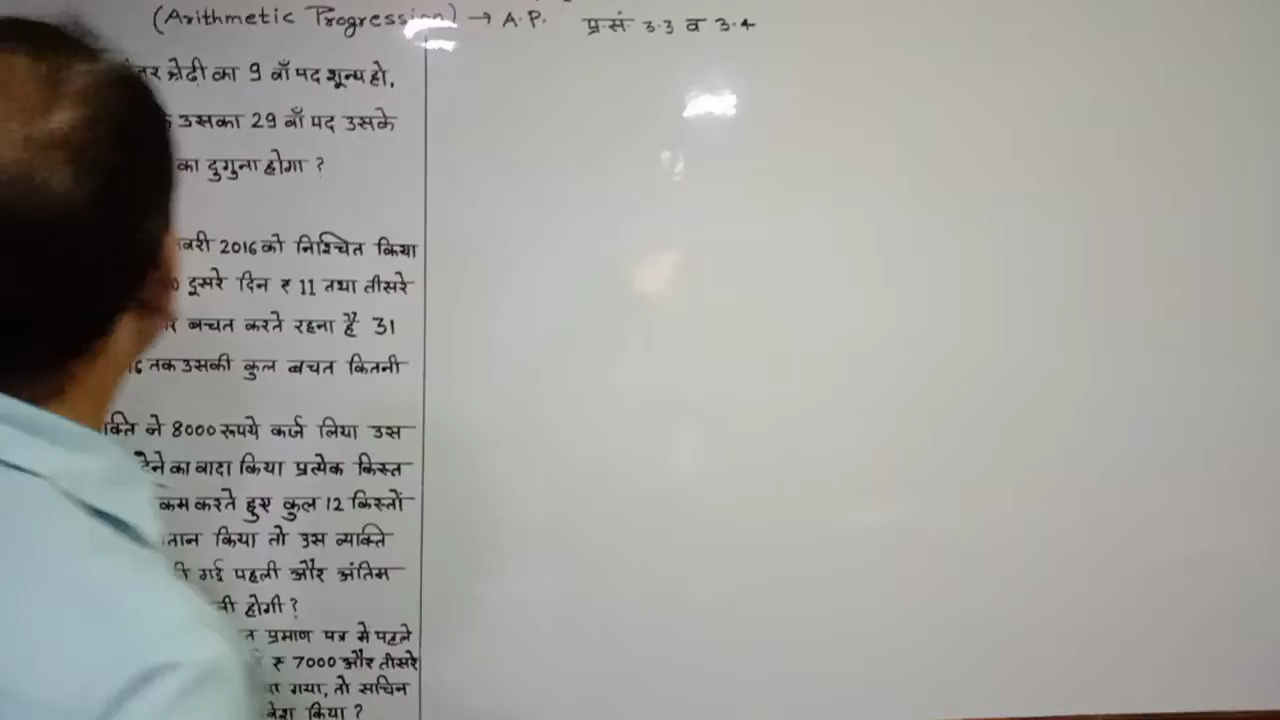 (Arithmetic Progression) → A.P. प्र.सं 3.3 व 3.4
श्रेढी का 9 वाँ पद शून्य हो,
उसका 29 वाँ पद उसके
का दुगुना होगा ?
2016 को निश्चित किया
दूसरे दिन ₹ 11 तथा तीसरे
बचत करते रहना है 31
तक उसकी कुल बचत कितनी
ने 8000 रूपये कर्ज लिया उस
देने का वादा किया प्रत्येक किस्त
कम करते हुए कुल 12 किस्तों
किया तो उस व्यक्ति
गई पहली और अंतिम
होगी ?
प्रमाण पत्र में पहले
₹ 7000 और तीसरे
गया, तो सचिन
किया ?